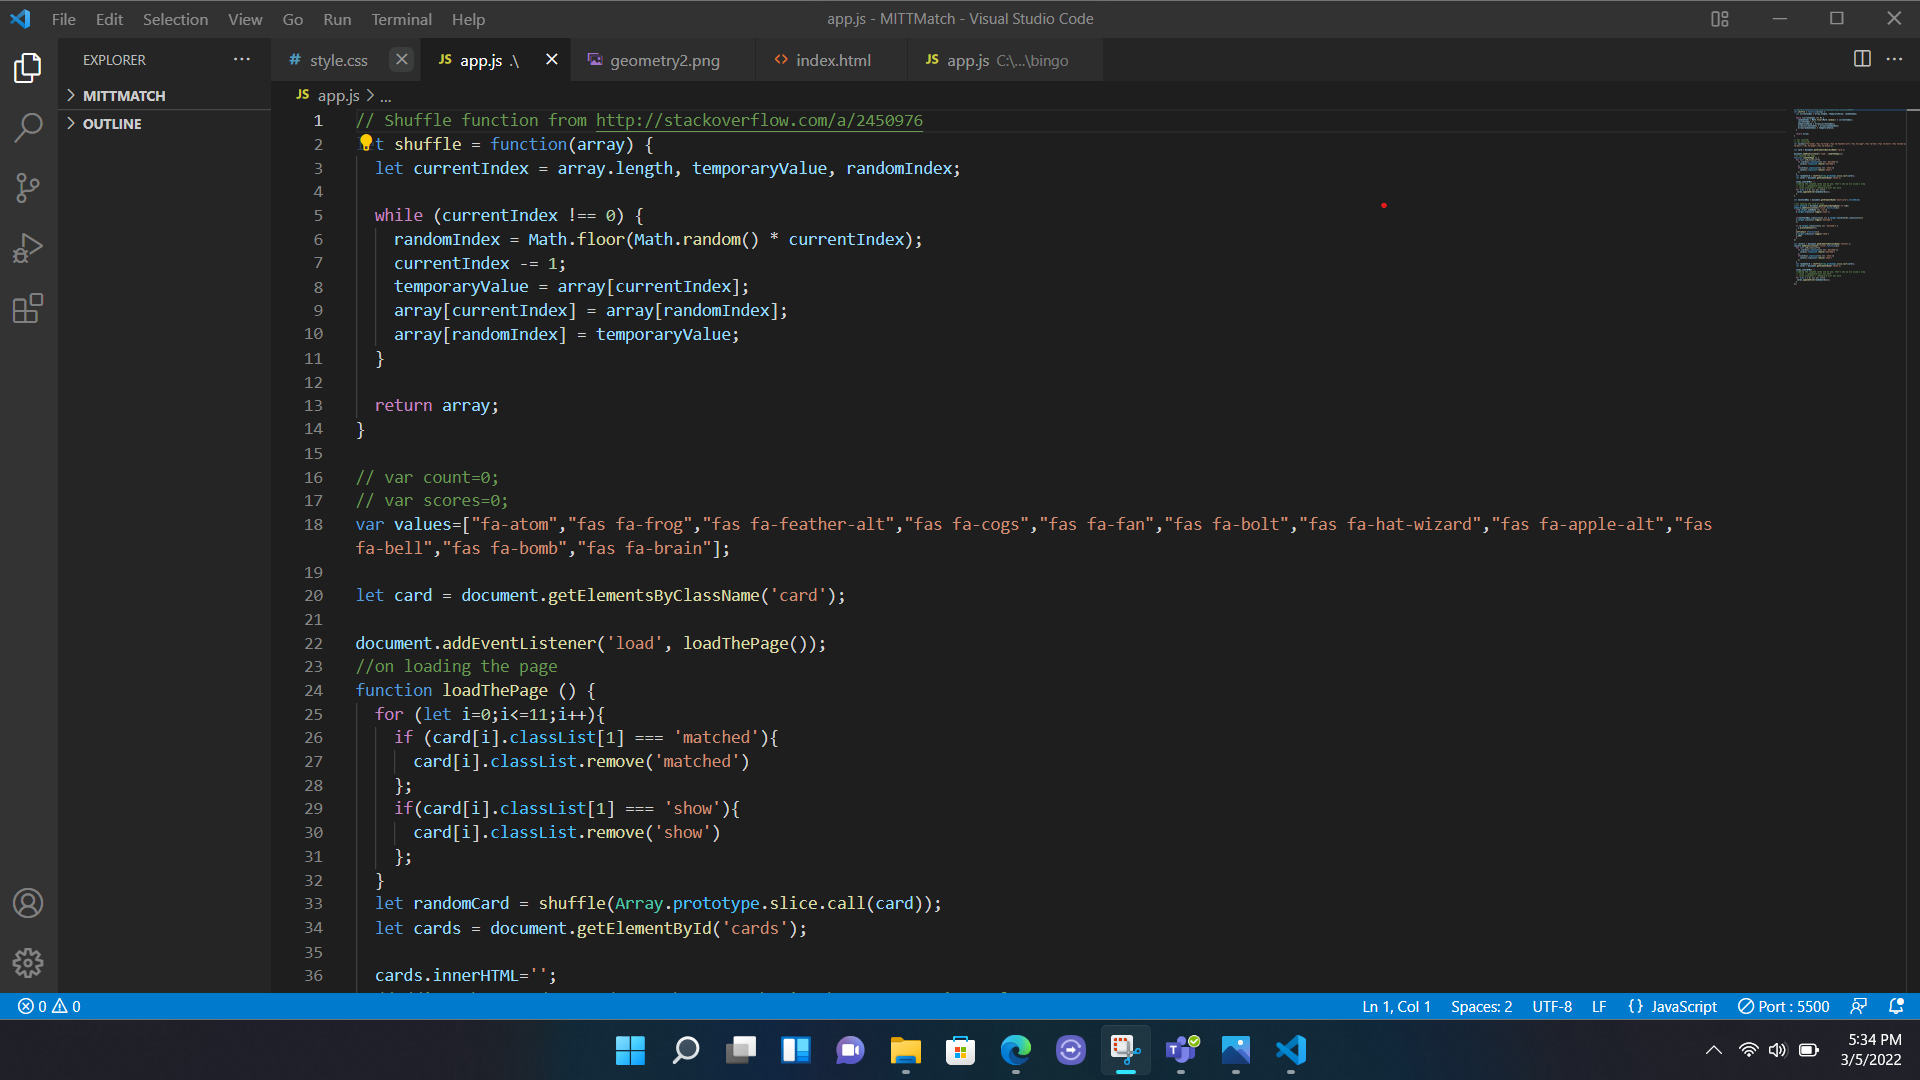 File Edit Selection View Go Run Terminal Help
app.js - MITTMatch - Visual Studio Code
EXPLORER
MITTMATCH
OUTLINE
# style.css
JS app.js .\
geometry2.png
<> index.html
JS app.js C:\...\bingo
JS app.js > ...
1 // Shuffle function from http://stackoverflow.com/a/2450976
2 let shuffle = function(array) {
3 let currentIndex = array.length, temporaryValue, randomIndex;
4
5 while (currentIndex !== 0) {
6 randomIndex = Math.floor(Math.random() * currentIndex);
7 currentIndex -= 1;
8 temporaryValue = array[currentIndex];
9 array[currentIndex] = array[randomIndex];
10 array[randomIndex] = temporaryValue;
11 }
12
13 return array;
14 }
15
16 // var count=0;
17 // var scores=0;
18 var values=["fa-atom","fas fa-frog","fas fa-feather-alt","fas fa-cogs","fas fa-fan","fas fa-bolt","fas fa-hat-wizard","fas fa-apple-alt","fas
fa-bell","fas fa-bomb","fas fa-brain"];
19
20 let card = document.getElementsByClassName('card');
21
22 document.addEventListener('load', loadThePage());
23 //on loading the page
24 function loadThePage () {
25 for (let i=0;i<=11;i++){
26 if (card[i].classList[1] === 'matched'){
27 card[i].classList.remove('matched')
28 };
29 if(card[i].classList[1] === 'show'){
30 card[i].classList.remove('show')
31 };
32 }
33 let randomCard = shuffle(Array.prototype.slice.call(card));
34 let cards = document.getElementById('cards');
35
36 cards.innerHTML='';
0 0
Ln 1, Col 1 Spaces: 2 UTF-8 LF {} JavaScript Port : 5500
5:34 PM
3/5/2022